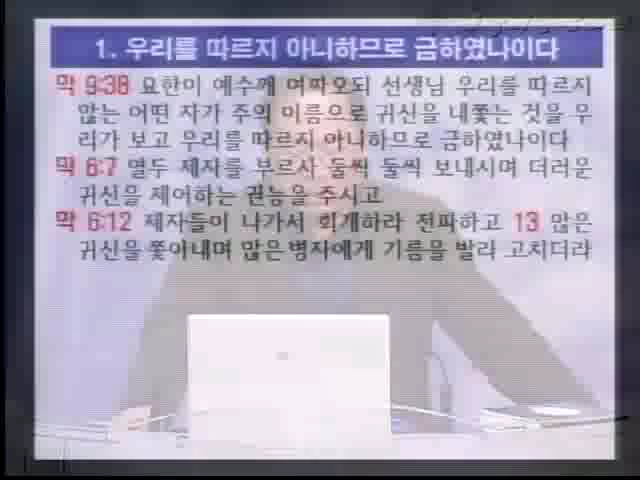 1. 우리를 따르지 아니하므로 금하였나이다
막 9:38 요한이 예수께 여짜오되 선생님 우리를 따르지
않는 어떤 자가 주의 이름으로 귀신을 내쫓는 것을 우
리가 보고 우리를 따르지 아니하므로 금하였나이다
막 6:7 열두 제자를 부르사 둘씩 둘씩 보내시며 더러운
귀신을 제어하는 권능을 주시고
막 6:12 제자들이 나가서 회개하라 전파하고 13 많은
귀신을 쫓아내며 많은 병자에게 기름을 발라 고치더라